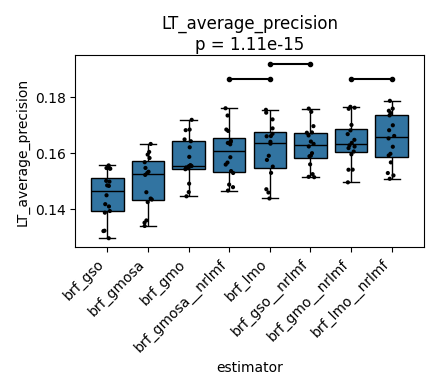 LT_average_precision
p = 1.11e-15
LT_average_precision
0.18
0.16
0.14
brf_gso
brf_gmosa
brf_gmo
brf_gmosa__nrlmf
brf_lmo
brf_gso__nrlmf
brf_gmo__nrlmf
brf_lmo__nrlmf
estimator